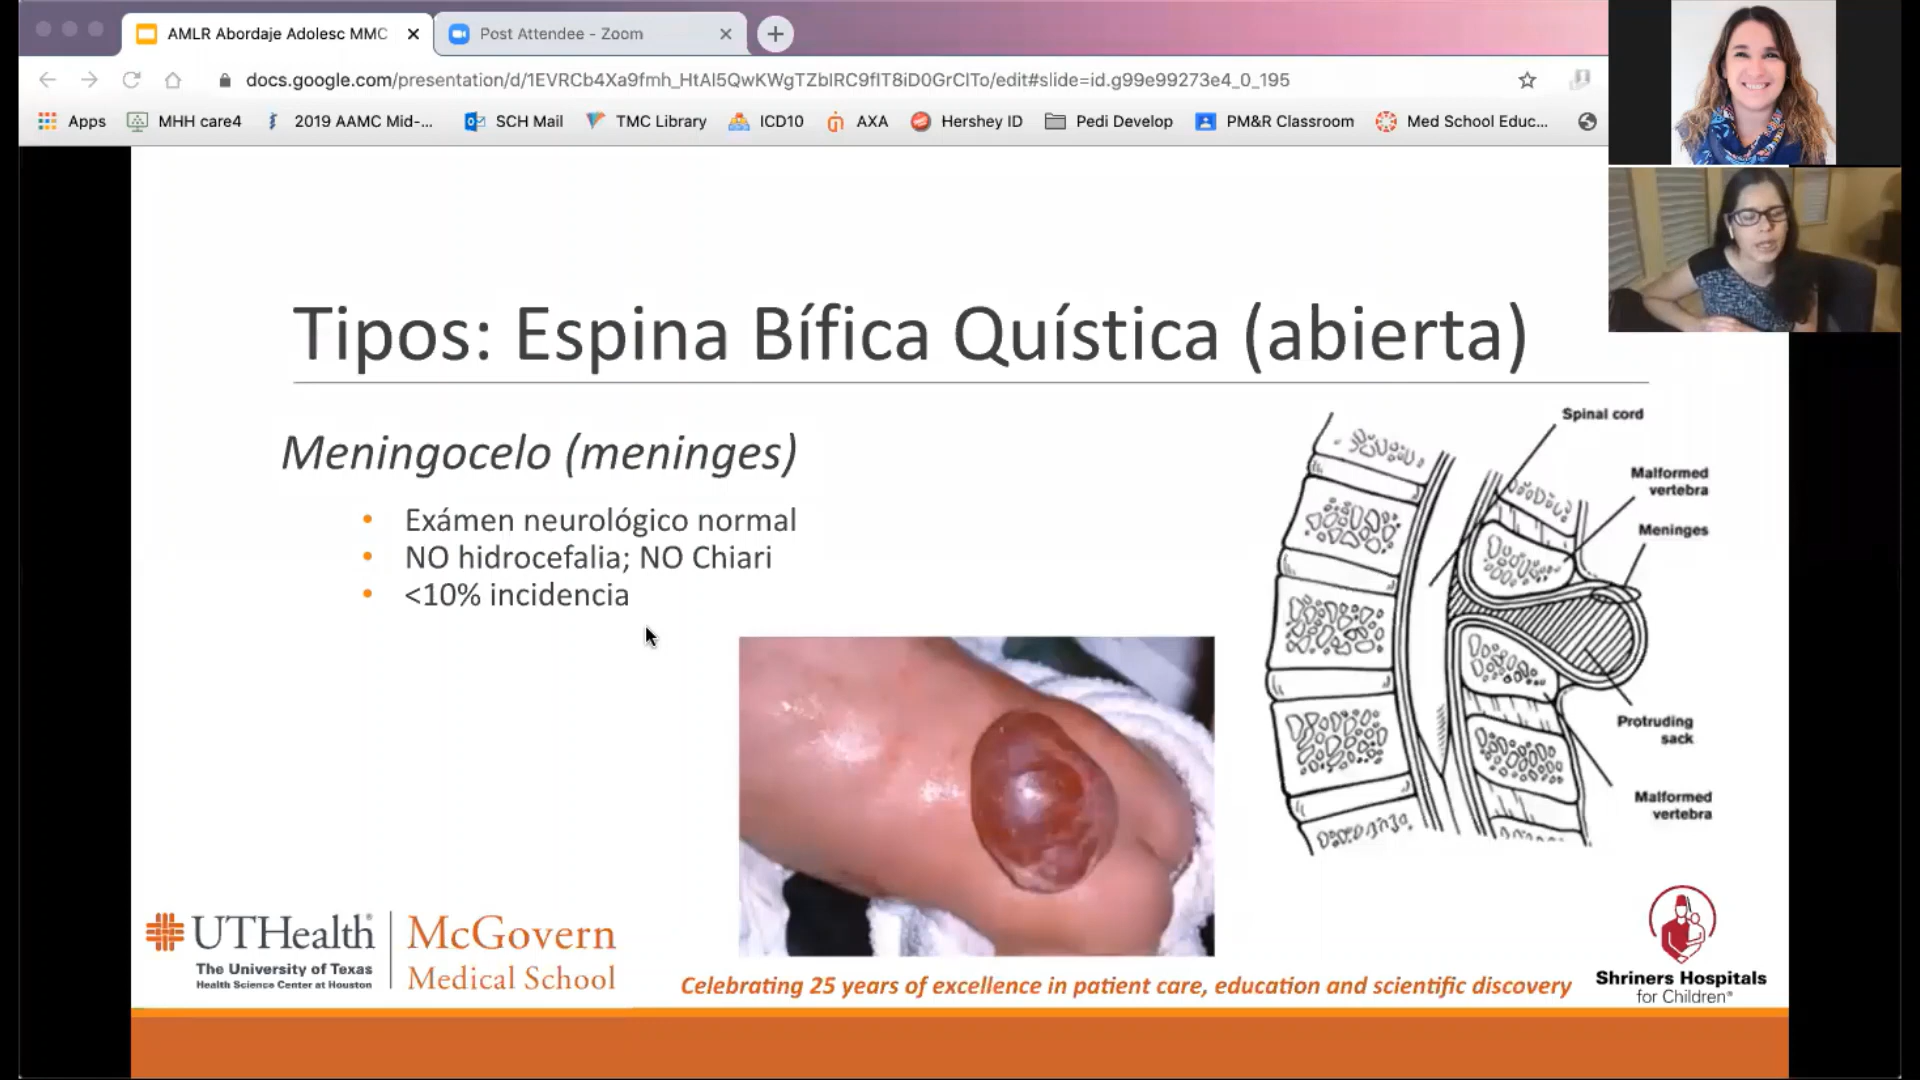 AMLR Abordaje Adolesc MMC
Post Attendee - Zoom
docs.google.com/presentation/d/1EVRCb4Xa9fmh_HtAl5QwKWgTZblRC9flT8iD0GrClTo/edit#slide=id.g99e99273e4_0_195
Apps MHH care4 2019 AAMC Mid-... SCH Mail TMC Library ICD10 AXA Hershey ID Pedi Develop PM&R Classroom Med School Educ...
Tipos: Espina Bífica Quística (abierta)
Meningocelo (meninges)
• Exámen neurológico normal
• NO hidrocefalia; NO Chiari
• <10% incidencia
Spinal cord
Malformed
vertebra
Meninges
Protruding
sack
Malformed
vertebra
UTHealth
The University of Texas
Health Science Center at Houston
McGovern
Medical School
Celebrating 25 years of excellence in patient care, education and scientific discovery
Shriners Hospitals
for Children®